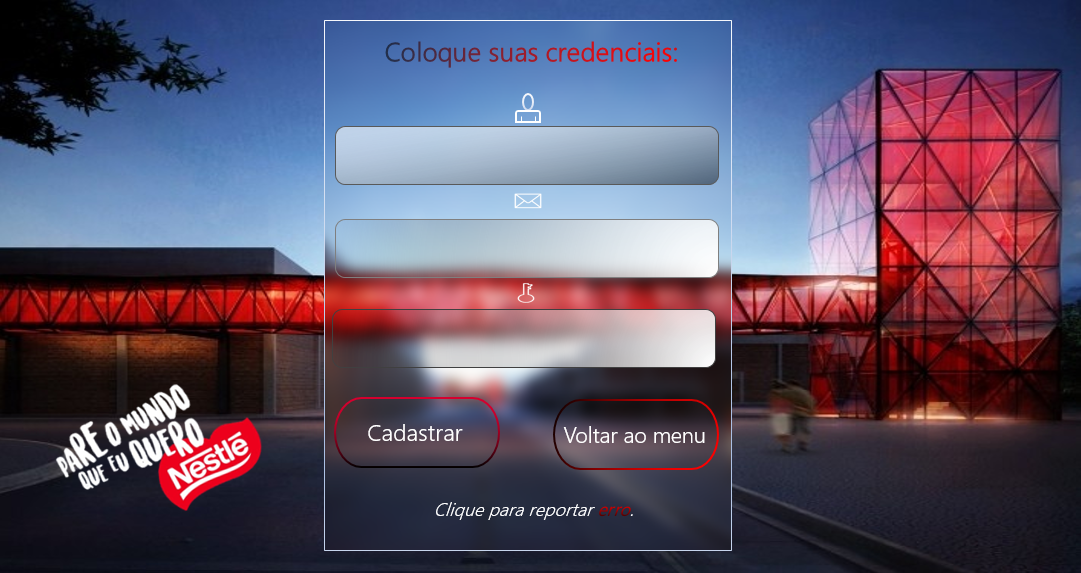 Coloque suas credenciais:
PARE O MUNDO
QUE EU QUERO
Nestlé
Cadastrar
Voltar ao menu
Clique para reportar erro.